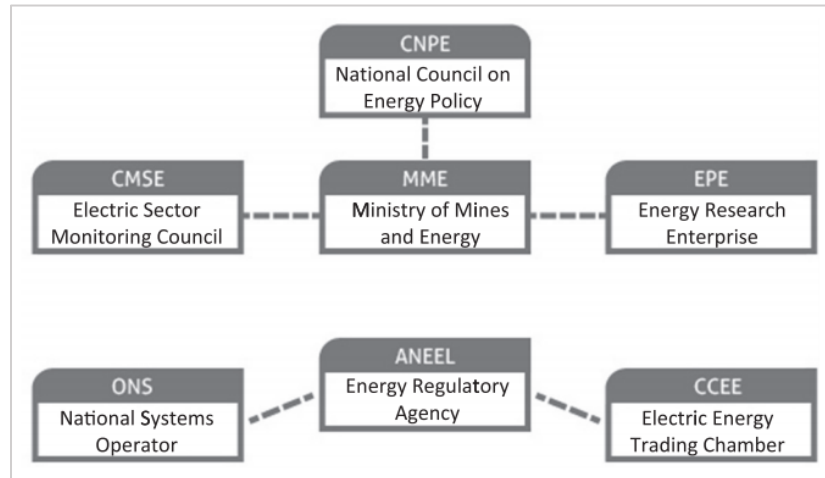 CNPE
National Council on
Energy Policy
CMSE
Electric Sector
Monitoring Council
MME
Ministry of Mines
and Energy
EPE
Energy Research
Enterprise
ONS
National Systems
Operator
ANEEL
Energy Regulatory
Agency
CCEE
Electric Energy
Trading Chamber